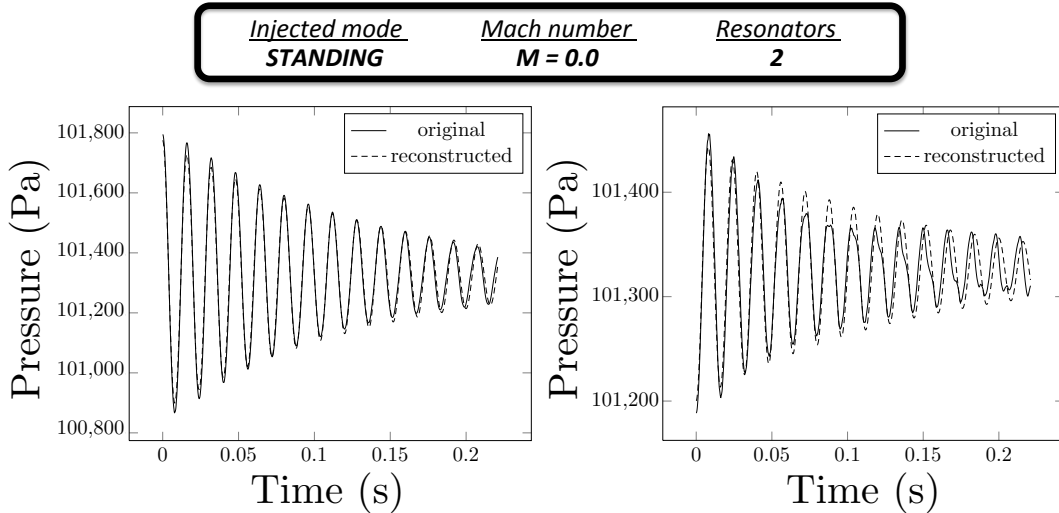 Injected mode Mach number Resonators
STANDING M = 0.0 2
original
reconstructed
101,800
101,600
101,400
101,200
101,000
100,800
0 0.05 0.1 0.15 0.2
Pressure (Pa)
Time (s)
original
reconstructed
101,400
101,300
101,200
0 0.05 0.1 0.15 0.2
Pressure (Pa)
Time (s)